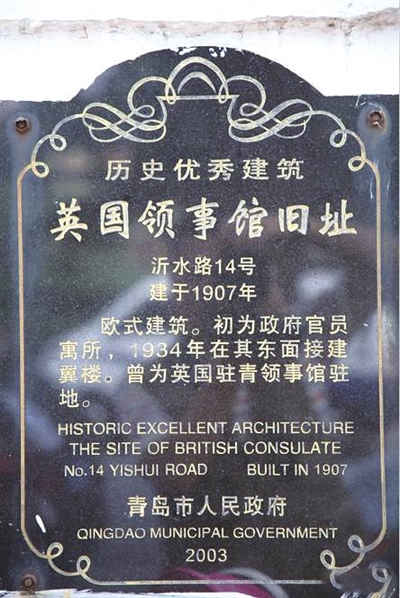 历史优秀建筑
英国领事馆旧址
沂水路14号
建于1907年
欧式建筑。初为政府官员
寓所，1934年在其东面接建
翼楼。曾为英国驻青领事馆驻
地。
HISTORIC EXCELLENT ARCHITECTURE
THE SITE OF BRITISH CONSULATE
No.14 YISHUI ROAD BUILT IN 1907
青岛市人民政府
QINGDAO MUNICIPAL GOVERNMENT
2003